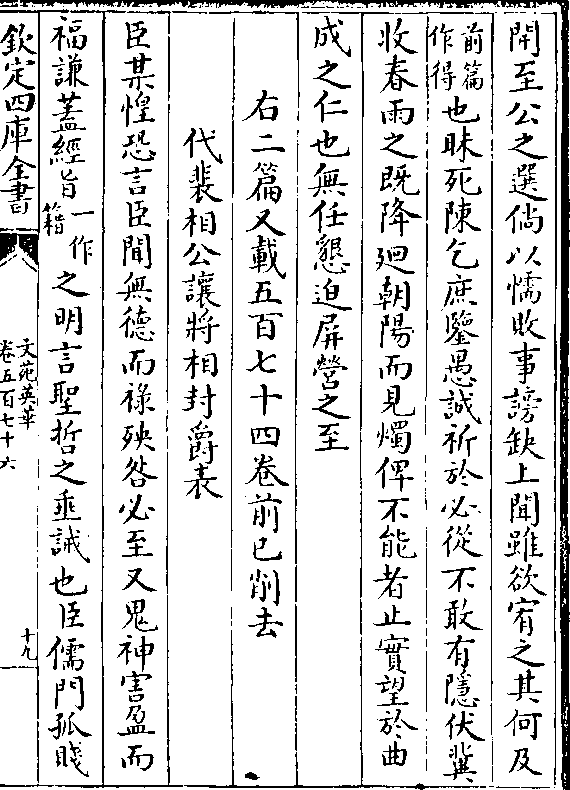 開至公之選倘以懦敗事謗缺上聞雖欲宥之其何及
前篇作得也昧死陳乞庶鑒愚誠祈於必從不敢有隱伏冀
收春雨之既降廻朝陽而見燭俾不能者止實望於曲
成之仁也無任懇迫屏營之至
右二篇又載五百七十四卷前已削去
代裴相公讓將相封爵表
臣某惶恐言臣聞無德而祿殃咎必至又鬼神害盈而
福謙蓋經旨一作籍之明言聖哲之垂誡也臣儒門孤賤
欽定四庫全書
文苑英華
卷五百七十六
十九